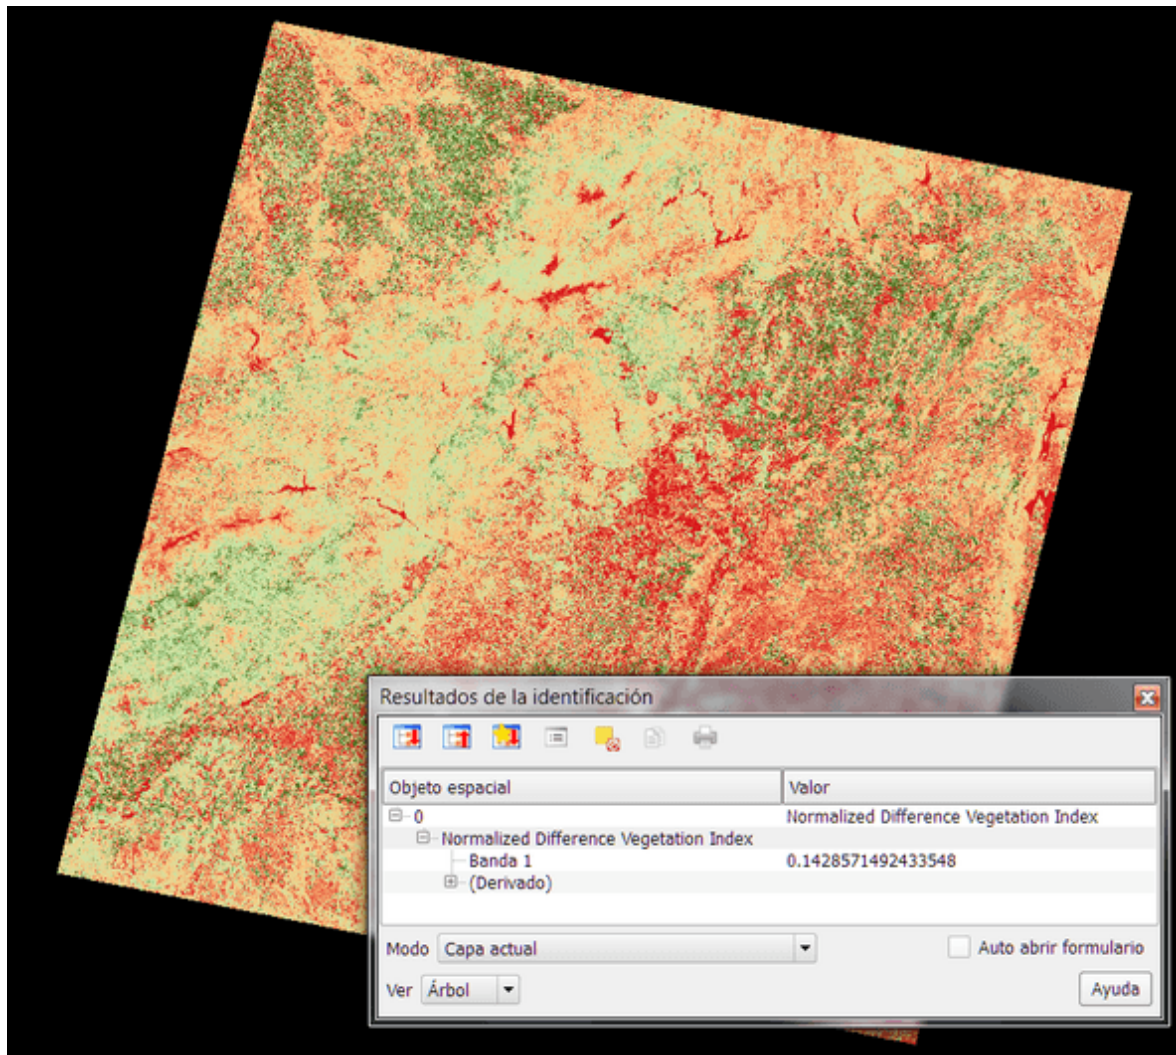 Resultados de la identificación
Objeto espacial Valor
0 Normalized Difference Vegetation Index
Normalized Difference Vegetation Index
Banda 1 0.1428571492433548
(Derivado)
Modo Capa actual Auto abrir formulario
Ver Árbol Ayuda